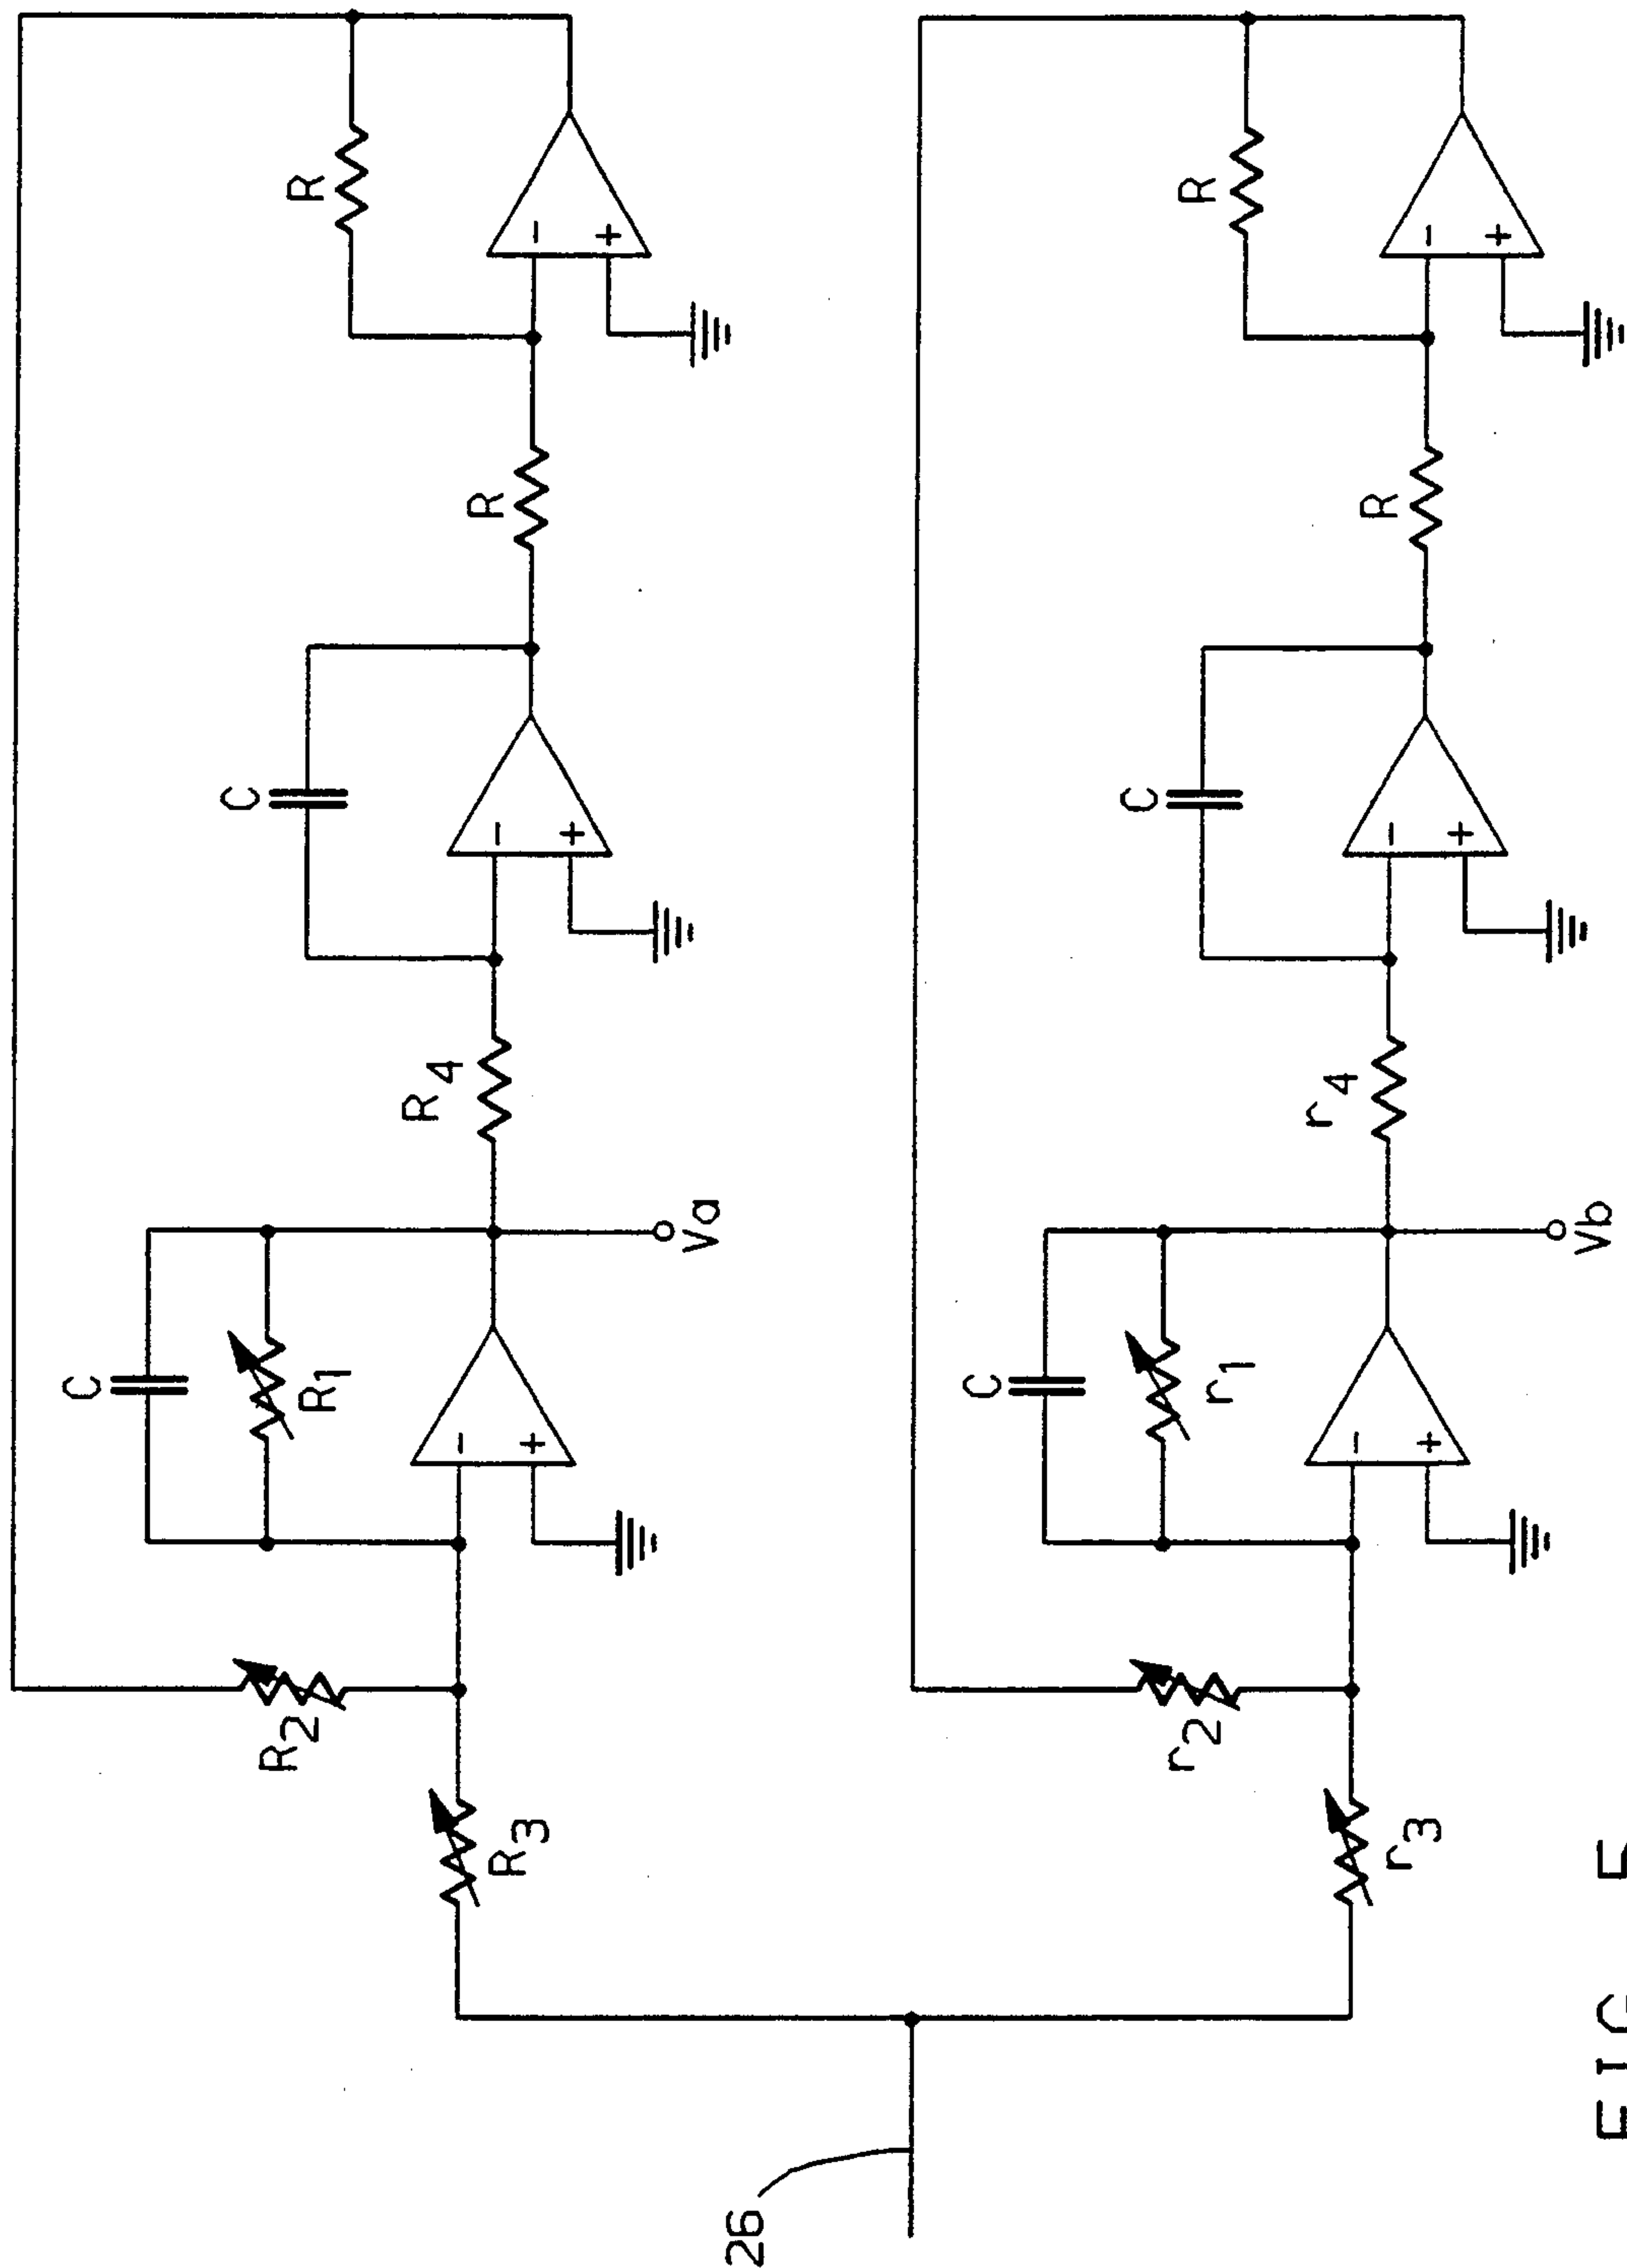 C
R1
C
R
R2
R4
R
R3
- +
- +
- +
Va
26
C
r1
C
R
r2
r4
R
r3
- +
- +
- +
Vb
FIG 5